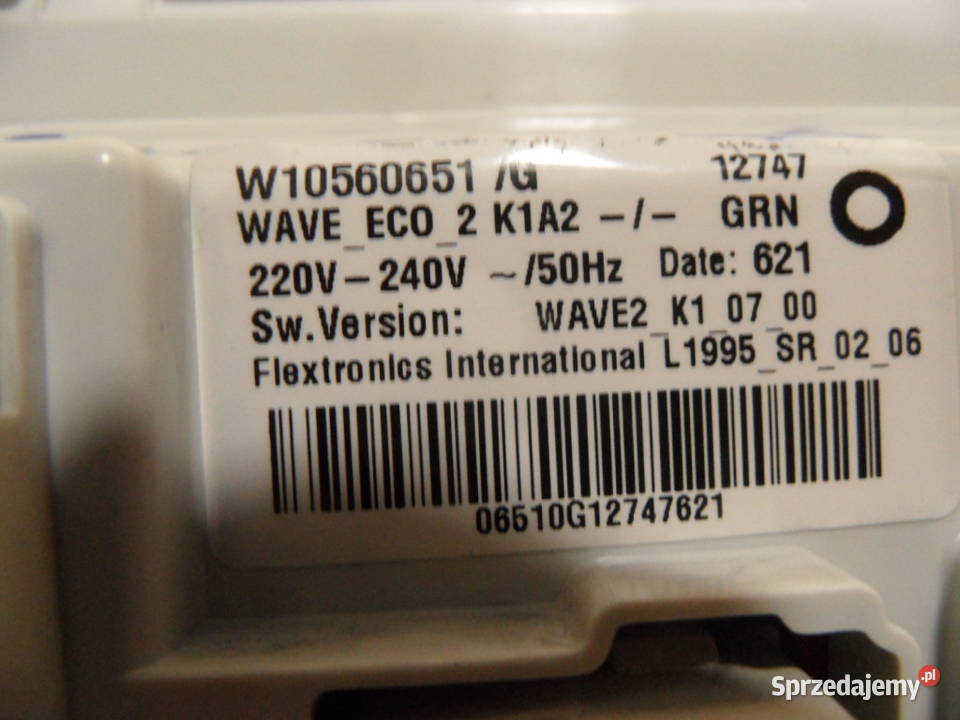 W10560651 /G 12747
WAVE_ECO_2 K1A2 -/- GRN
220V-240V ~/50Hz Date: 621
Sw.Version: WAVE2_K1_07_00
Flextronics International L1995_SR_02_06
06510G12747621
Sprzedajemy.pl